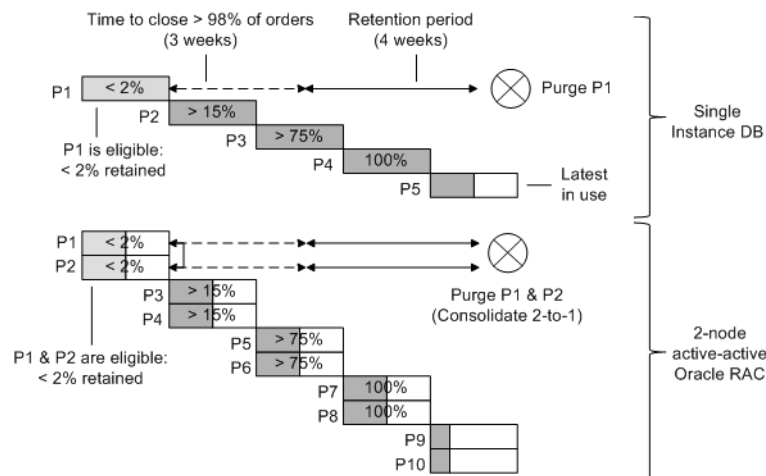 Time to close > 98% of orders
(3 weeks)
Retention period
(4 weeks)
P1
< 2%
Purge P1
P2
> 15%
P3
> 75%
P1 is eligible:
< 2% retained
P4
100%
P5
Latest
in use
Single
Instance DB
P1
< 2%
P2
< 2%
P3
> 15%
P4
> 15%
Purge P1 & P2
(Consolidate 2-to-1)
P5
> 75%
P6
> 75%
P1 & P2 are eligible:
< 2% retained
P7
100%
P8
100%
P9
P10
2-node
active-active
Oracle RAC